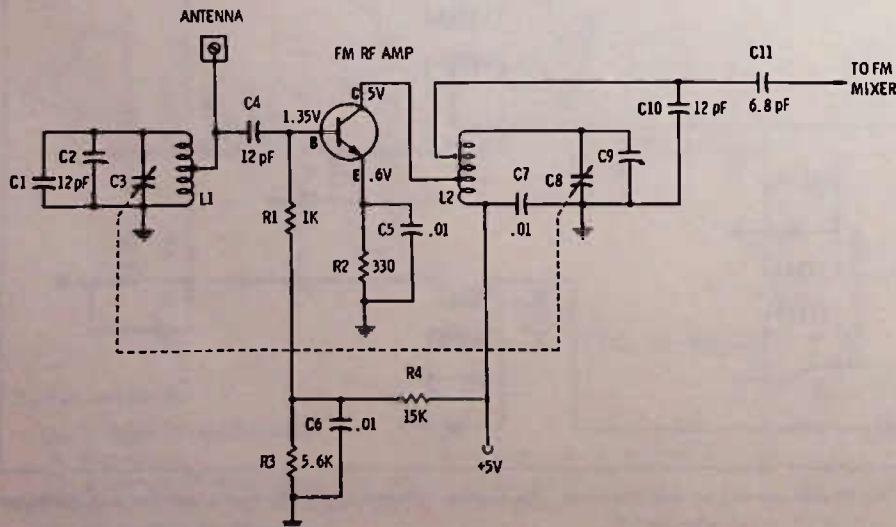 ANTENNA
FM RF AMP
C11
TO FM
MIXER
6.8 pF
C10
12 pF
C4
12 pF
1.35V
B
C
5V
E
.6V
C2
C1
12 pF
C3
L1
C9
C8
C7
.01
L2
R1
1K
C5
.01
R2
330
R4
15K
C6
.01
R3
5.6K
+5V